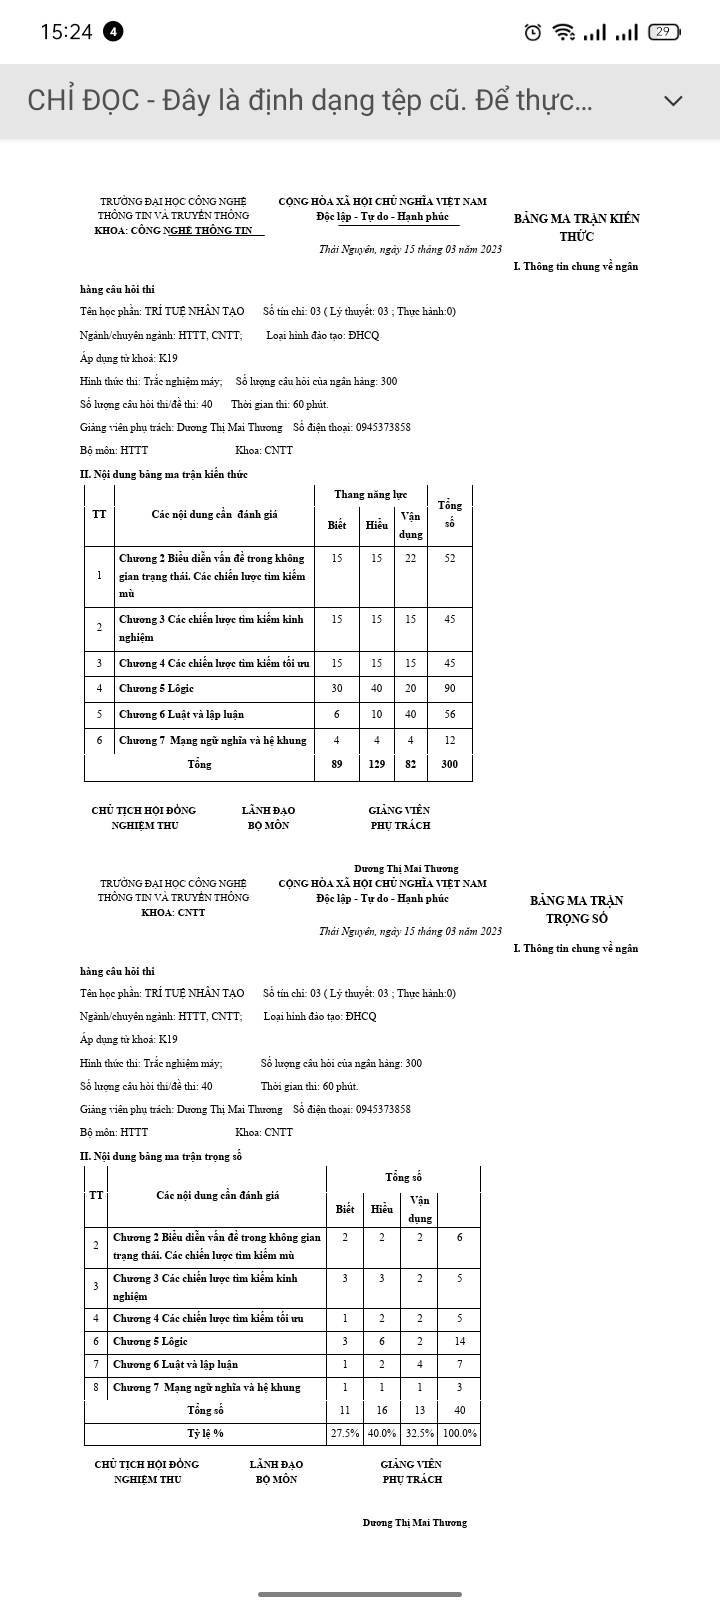 15:24 4 29
CHỈ ĐỌC - Đây là định dạng tệp cũ. Để thực...
TRƯỜNG ĐẠI HỌC CÔNG NGHỆ
THÔNG TIN VÀ TRUYỀN THÔNG
KHOA: CÔNG NGHỆ THÔNG TIN
CỘNG HÒA XÃ HỘI CHỦ NGHĨA VIỆT NAM
Độc lập - Tự do - Hạnh phúc
Thái Nguyên, ngày 15 tháng 03 năm 2023
BẢNG MA TRẬN KIẾN
THỨC
I. Thông tin chung về ngân
hàng câu hỏi thi
Tên học phần: TRÍ TUỆ NHÂN TẠO Số tín chỉ: 03 ( Lý thuyết: 03 ; Thực hành:0)
Ngành/chuyên ngành: HTTT, CNTT; Loại hình đào tạo: ĐHCQ
Áp dụng từ khoá: K19
Hình thức thi: Trắc nghiệm máy; Số lượng câu hỏi của ngân hàng: 300
Số lượng câu hỏi thi/đề thi: 40 Thời gian thi: 60 phút.
Giảng viên phụ trách: Dương Thị Mai Thương Số điện thoại: 0945373858
Bộ môn: HTTT Khoa: CNTT
II. Nội dung bảng ma trận kiến thức
TT Các nội dung cần đánh giá Thang năng lực Tổng số
Biết Hiểu Vận dụng
1 Chương 2 Biểu diễn vấn đề trong không 15 15 22 52
gian trạng thái. Các chiến lược tìm kiếm
mù
2 Chương 3 Các chiến lược tìm kiếm kinh 15 15 15 45
nghiệm
3 Chương 4 Các chiến lược tìm kiếm tối ưu 15 15 15 45
4 Chương 5 Lôgic 30 40 20 90
5 Chương 6 Luật và lập luận 6 10 40 56
6 Chương 7 Mạng ngữ nghĩa và hệ khung 4 4 4 12
Tổng 89 129 82 300
CHỦ TỊCH HỘI ĐỒNG LÃNH ĐẠO GIẢNG VIÊN
NGHIỆM THU BỘ MÔN PHỤ TRÁCH
Dương Thị Mai Thương
TRƯỜNG ĐẠI HỌC CÔNG NGHỆ
THÔNG TIN VÀ TRUYỀN THÔNG
KHOA: CNTT
CỘNG HÒA XÃ HỘI CHỦ NGHĨA VIỆT NAM
Độc lập - Tự do - Hạnh phúc
Thái Nguyên, ngày 15 tháng 03 năm 2023
BẢNG MA TRẬN
TRỌNG SỐ
I. Thông tin chung về ngân
hàng câu hỏi thi
Tên học phần: TRÍ TUỆ NHÂN TẠO Số tín chỉ: 03 ( Lý thuyết: 03 ; Thực hành:0)
Ngành/chuyên ngành: HTTT, CNTT; Loại hình đào tạo: ĐHCQ
Áp dụng từ khoá: K19
Hình thức thi: Trắc nghiệm máy; Số lượng câu hỏi của ngân hàng: 300
Số lượng câu hỏi thi/đề thi: 40 Thời gian thi: 60 phút.
Giảng viên phụ trách: Dương Thị Mai Thương Số điện thoại: 0945373858
Bộ môn: HTTT Khoa: CNTT
II. Nội dung bảng ma trận trọng số
TT Các nội dung cần đánh giá Tổng số
Biết Hiểu Vận dụng
2 Chương 2 Biểu diễn vấn đề trong không gian 2 2 2 6
trạng thái. Các chiến lược tìm kiếm mù
3 Chương 3 Các chiến lược tìm kiếm kinh 3 3 2 5
nghiệm
4 Chương 4 Các chiến lược tìm kiếm tối ưu 1 2 2 5
6 Chương 5 Lôgic 3 6 2 14
7 Chương 6 Luật và lập luận 1 2 4 7
8 Chương 7 Mạng ngữ nghĩa và hệ khung 1 1 1 3
Tổng số 11 16 13 40
Tỷ lệ % 27.5% 40.0% 32.5% 100.0%
CHỦ TỊCH HỘI ĐỒNG LÃNH ĐẠO GIẢNG VIÊN
NGHIỆM THU BỘ MÔN PHỤ TRÁCH
Dương Thị Mai Thương